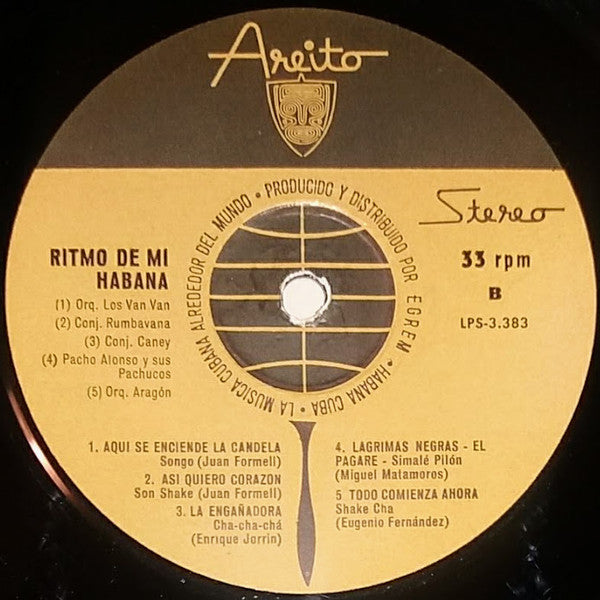 Areito
PRODUCIDO Y DISTRIBUIDO POR EGREM • HABANA CUBA • LA MUSICA CUBANA ALREDEDOR DEL MUNDO •
Stereo
RITMO DE MI
HABANA
(1) Orq. Los Van Van
(2) Conj. Rumbavana
(3) Conj. Caney
(4) Pacho Alonso y sus
Pachucos
(5) Orq. Aragón
33 rpm
B
LPS-3.383
1. AQUI SE ENCIENDE LA CANDELA
Songo (Juan Formell)
2. ASI QUIERO CORAZON
Son Shake (Juan Formell)
3. LA ENGAÑADORA
Cha-cha-chá
(Enrique Jorrin)
4. LAGRIMAS NEGRAS - EL
PAGARE - Simalé Pilón
(Miguel Matamoros)
5 TODO COMIENZA AHORA
Shake Cha
(Eugenio Fernández)